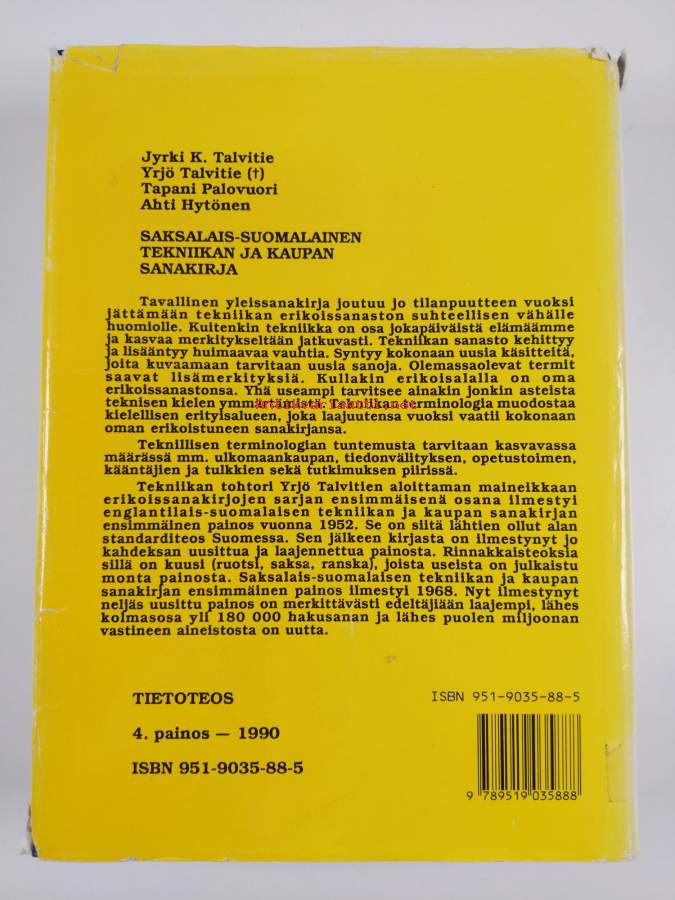 Jyrki K. Talvitie
Yrjö Talvitie (†)
Tapani Palovuori
Ahti Hytönen
SAKSALAIS-SUOMALAINEN
TEKNIIKAN JA KAUPAN
SANAKIRJA
Tavallinen yleissanakirja joutuu jo tilanpuutteen vuoksi
jättämään tekniikan erikoissanaston suhteellisen vähälle
huomiolle. Kuitenkin tekniikka on osa jokapäiväistä elämäämme
ja kasvaa merkitykseltään jatkuvasti. Tekniikan sanasto kehittyy
ja lisääntyy huimaavaa vauhtia. Syntyy kokonaan uusia käsitteitä,
joita kuvaamaan tarvitaan uusia sanoja. Olemassaolevat termit
saavat lisämerkityksiä. Kullakin erikoisalalla on oma
erikoissanastonsa. Yhä useampi tarvitsee ainakin jonkin asteista
teknisen kielen ymmärtämistä. Tekniikan terminologia muodostaa
kielellisen erityisalueen, joka laajuutensa vuoksi vaatii kokonaan
oman erikoistuneen sanakirjansa.
Teknillisen terminologian tuntemusta tarvitaan kasvavassa
määrässä mm. ulkomaankaupan, tiedonvälityksen, opetustoimen,
kääntäjien ja tulkkien sekä tutkimuksen piirissä.
Tekniikan tohtori Yrjö Talvitien aloittaman maineikkaan
erikoissanakirjojen sarjan ensimmäisenä osana ilmestyi
englantilais-suomalaisen tekniikan ja kaupan sanakirjan
ensimmäinen painos vuonna 1952. Se on siitä lähtien ollut alan
standarditeos Suomessa. Sen jälkeen kirjasta on ilmestynyt jo
kahdeksan uusittua ja laajennettua painosta. Rinnakkaisteoksia
sillä on kuusi (ruotsi, saksa, ranska), joista useista on julkaistu
monta painosta. Saksalais-suomalaisen tekniikan ja kaupan
sanakirjan ensimmäinen painos ilmestyi 1968. Nyt ilmestynyt
neljäs uusittu painos on merkittävästi edeltäjiään laajempi, lähes
kolmasosa yli 180 000 hakusanan ja lähes puolen miljoonan
vastineen aineistosta on uutta.
TIETOTEOS
4. painos — 1990
ISBN 951-9035-88-5
ISBN 951-9035-88-5
9 789519 035888